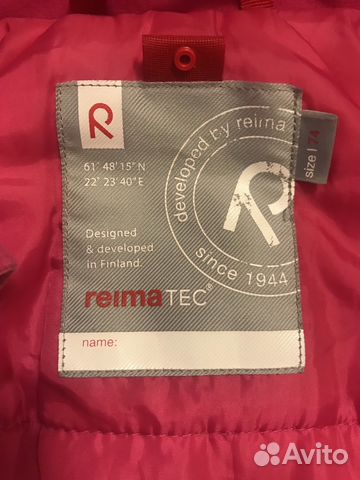 R
61° 48' 15" N
22° 23' 40" E
Designed
& developed
in Finland.
reimaTEC®
name:
developed by reima
R
since 1944
size | 74
Avito